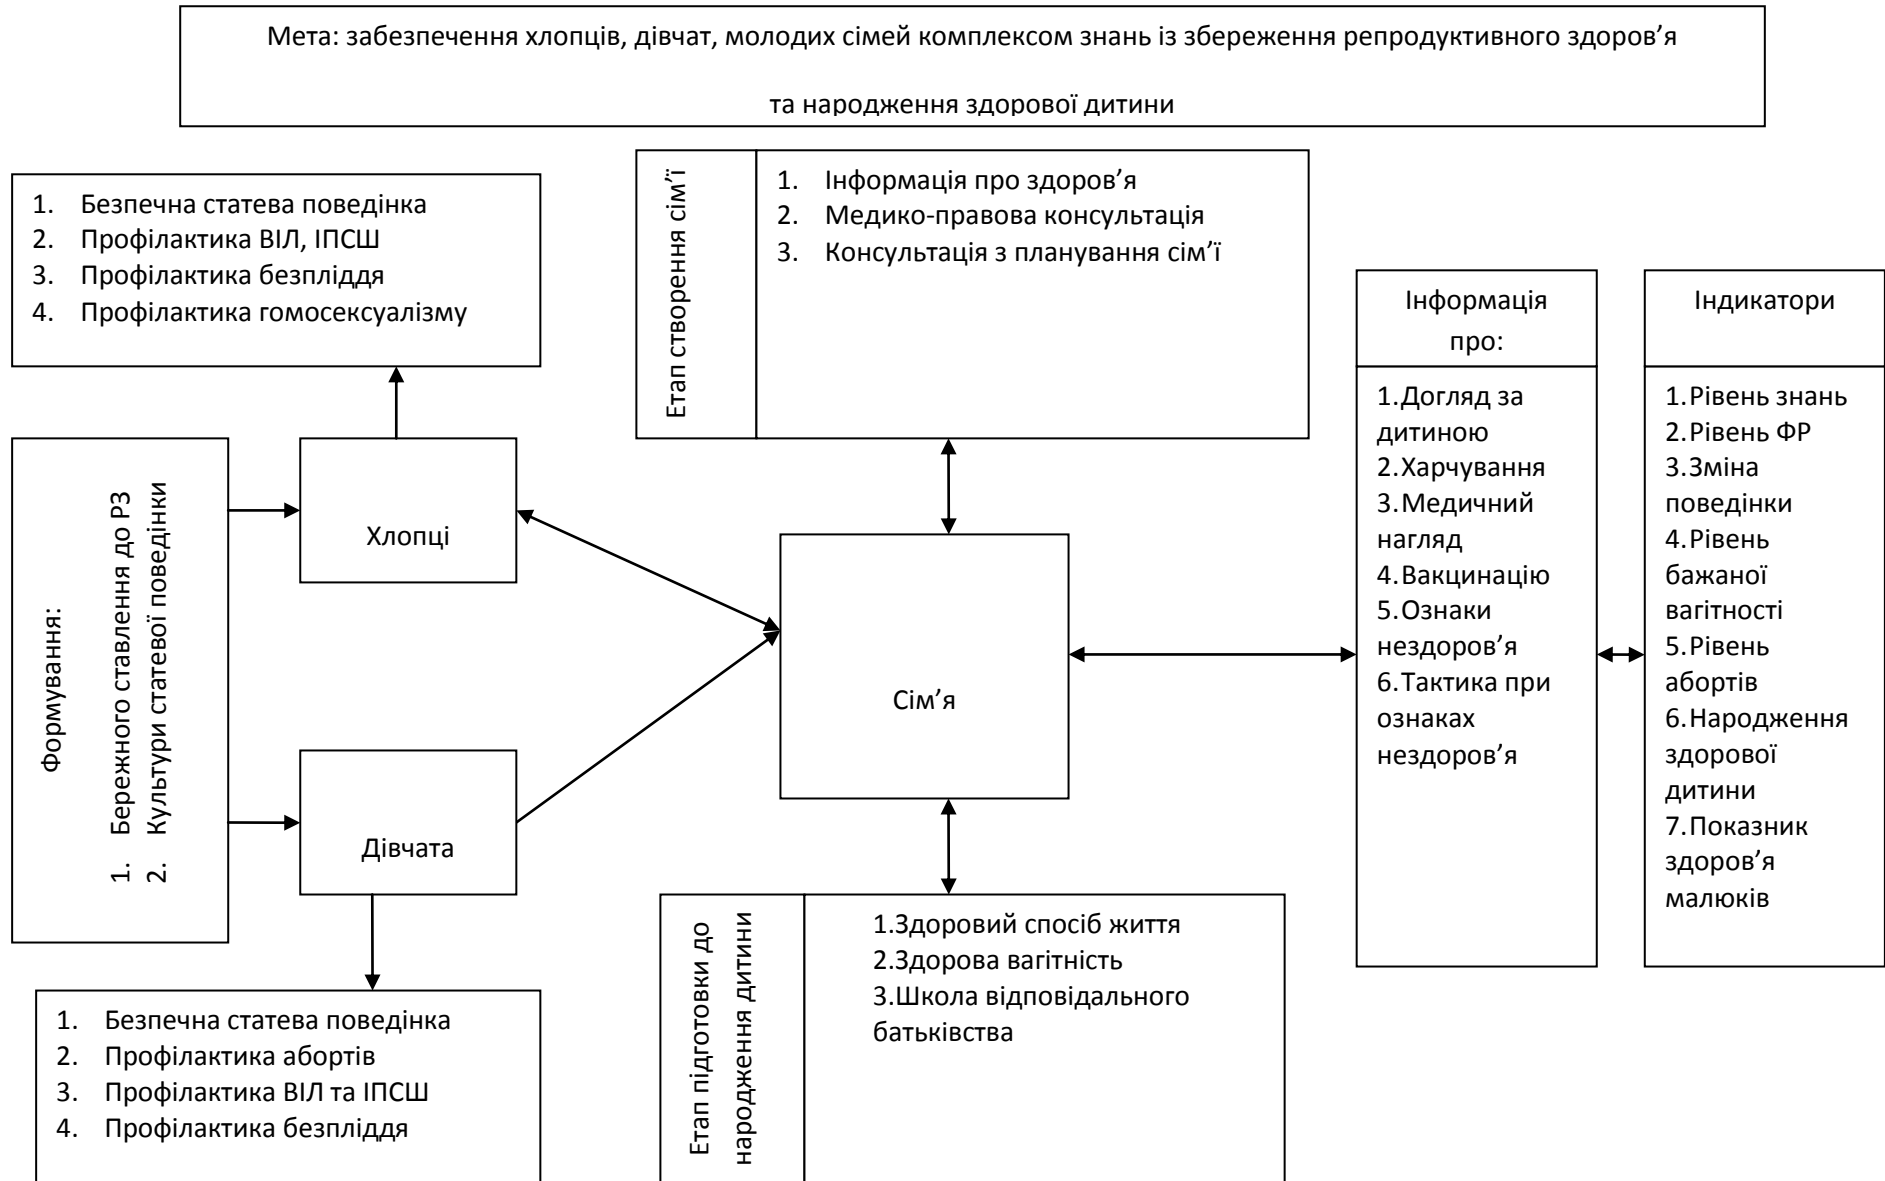 Мета: забезпечення хлопців, дівчат, молодих сімей комплексом знань із збереження репродуктивного здоров’я
та народження здорової дитини
1. Безпечна статева поведінка
2. Профілактика ВІЛ, ІПСШ
3. Профілактика безпліддя
4. Профілактика гомосексуалізму
Етап створення сім’ї
1. Інформація про здоров’я
2. Медико-правова консультація
3. Консультація з планування сім’ї
Формування:
1. Бережного ставлення до РЗ
2. Культури статевої поведінки
Хлопці
Дівчата
Сім’я
1. Безпечна статева поведінка
2. Профілактика абортів
3. Профілактика ВІЛ та ІПСШ
4. Профілактика безпліддя
Етап підготовки до
народження дитини
1.Здоровий спосіб життя
2.Здорова вагітність
3.Школа відповідального
батьківства
Інформація
про:
1.Догляд за
дитиною
2.Харчування
3.Медичний
нагляд
4.Вакцинацію
5.Ознаки
нездоров’я
6.Тактика при
ознаках
нездоров’я
Індикатори
1.Рівень знань
2.Рівень ФР
3.Зміна
поведінки
4.Рівень
бажаної
вагітності
5.Рівень
абортів
6.Народження
здорової
дитини
7.Показник
здоров’я
малюків